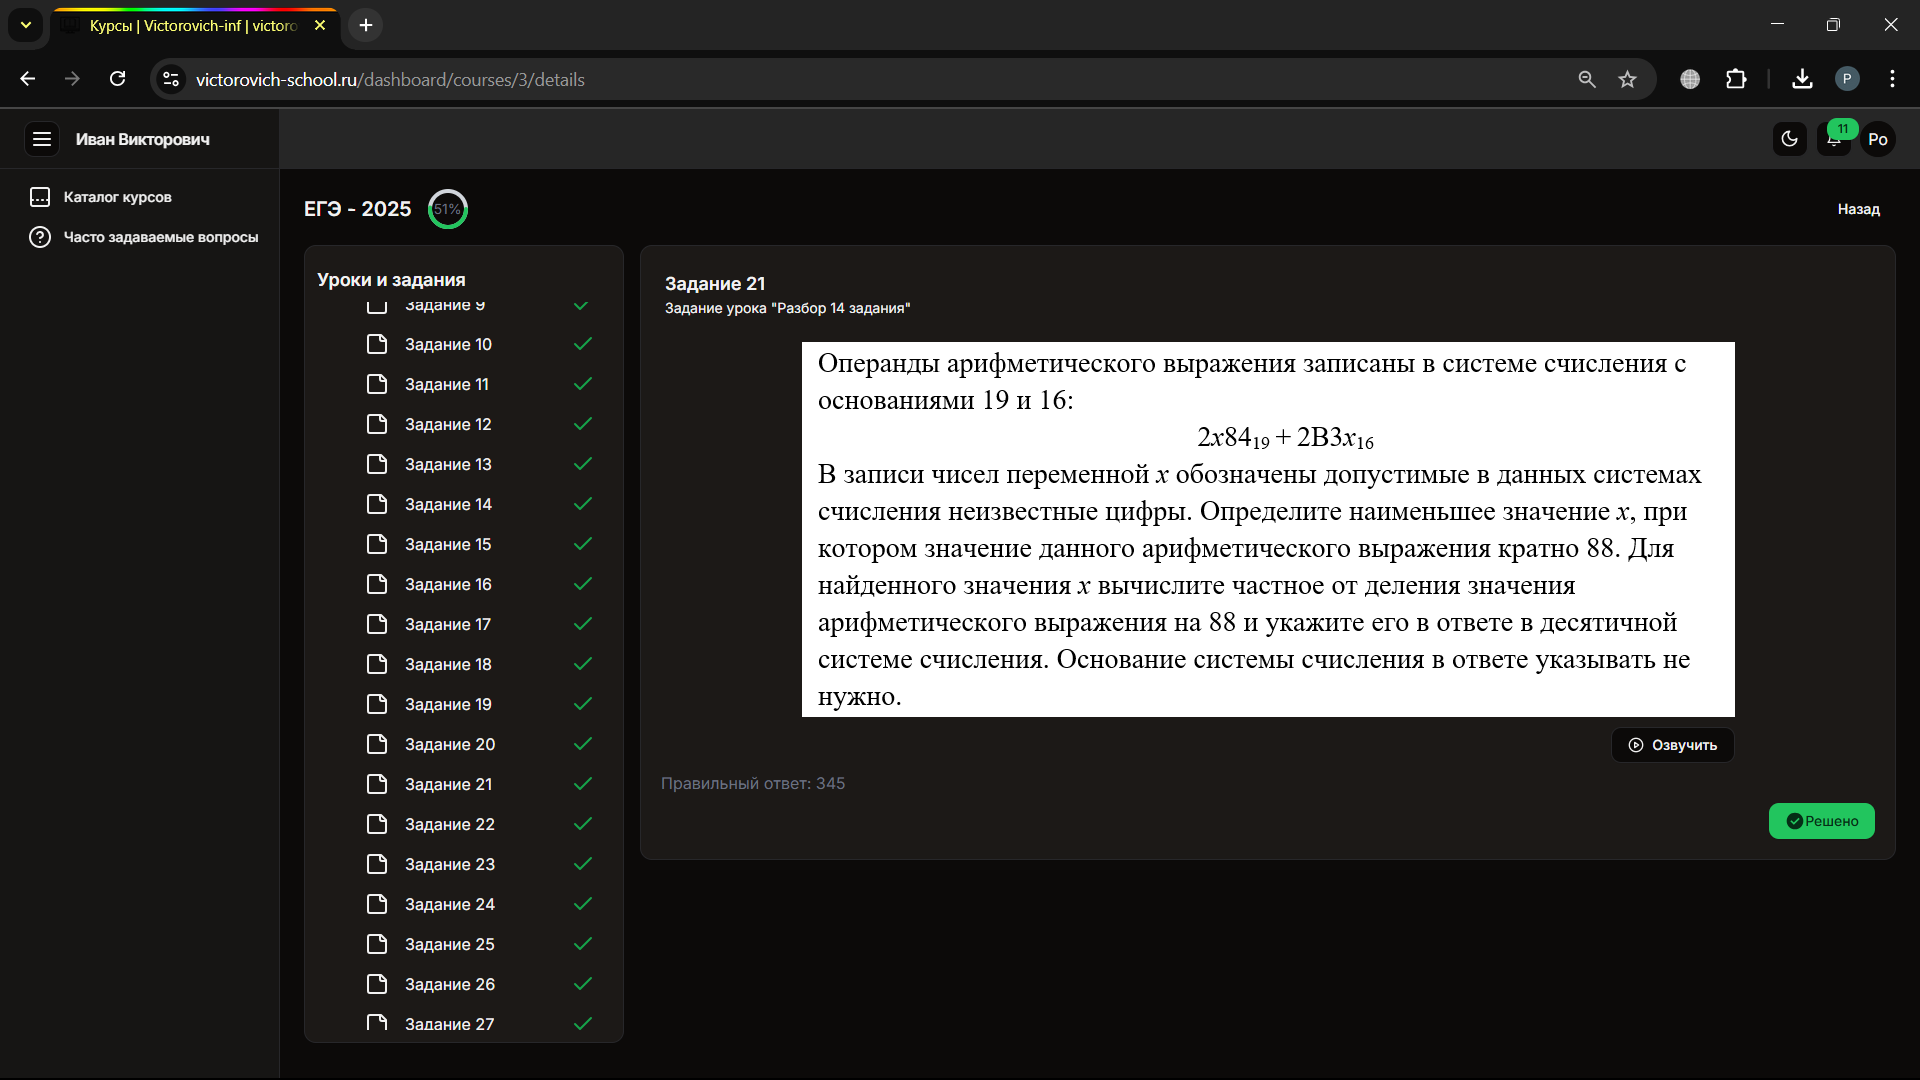 Курсы | Victorovich-inf | victoro
victorovich-school.ru/dashboard/courses/3/details
P
Иван Викторович
11
Po
Каталог курсов
Часто задаваемые вопросы
ЕГЭ - 2025
51%
Назад
Уроки и задания
Задание 9
Задание 10
Задание 11
Задание 12
Задание 13
Задание 14
Задание 15
Задание 16
Задание 17
Задание 18
Задание 19
Задание 20
Задание 21
Задание 22
Задание 23
Задание 24
Задание 25
Задание 26
Задание 27
Задание 21
Задание урока "Разбор 14 задания"
Операнды арифметического выражения записаны в системе счисления с
основаниями 19 и 16:
2x84₁₉ + 2B3x₁₆
В записи чисел переменной x обозначены допустимые в данных системах
счисления неизвестные цифры. Определите наименьшее значение x, при
котором значение данного арифметического выражения кратно 88. Для
найденного значения x вычислите частное от деления значения
арифметического выражения на 88 и укажите его в ответе в десятичной
системе счисления. Основание системы счисления в ответе указывать не
нужно.
Озвучить
Правильный ответ: 345
Решено